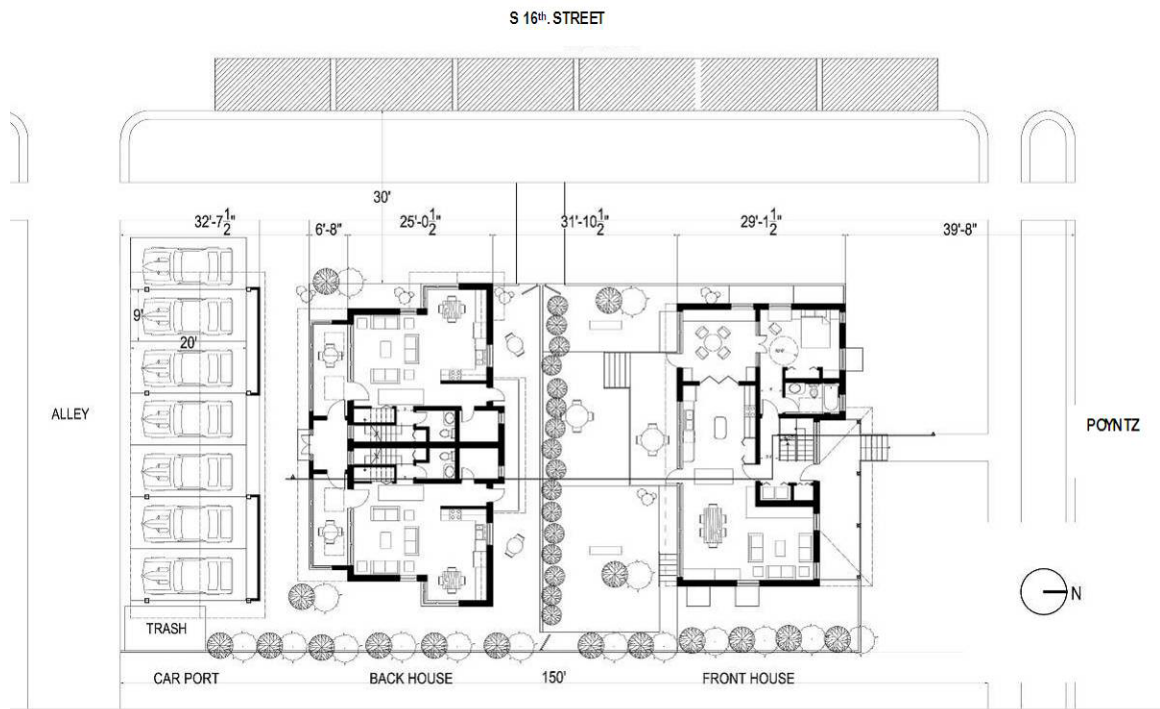 S 16th. STREET
30'
32'-7 1/2"
6'-8"
25'-0 1/2"
31'-10 1/2"
29'-1 1/2"
39'-8"
9'
20'
ALLEY
POYNTZ
N
TRASH
CAR PORT
BACK HOUSE
150'
FRONT HOUSE